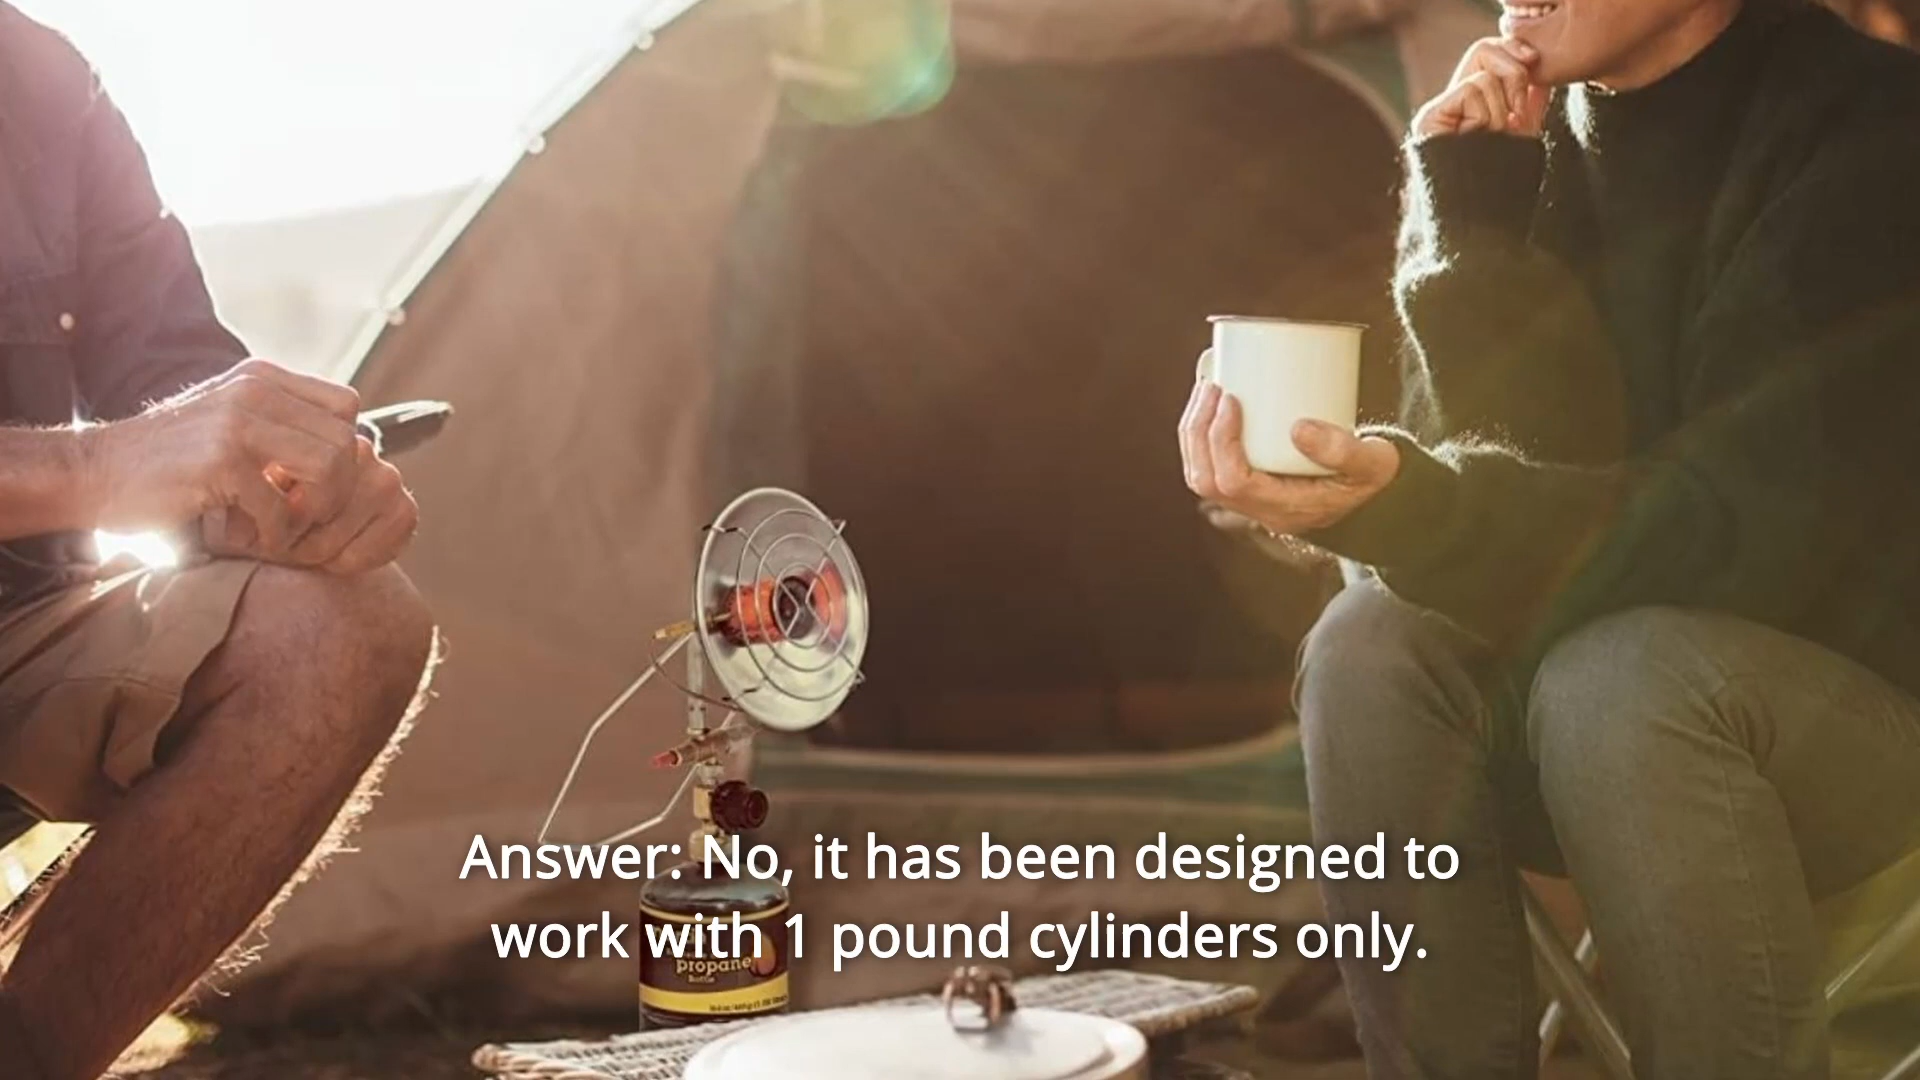 Answer: No, it has been designed to
work with 1 pound cylinders only.
propane